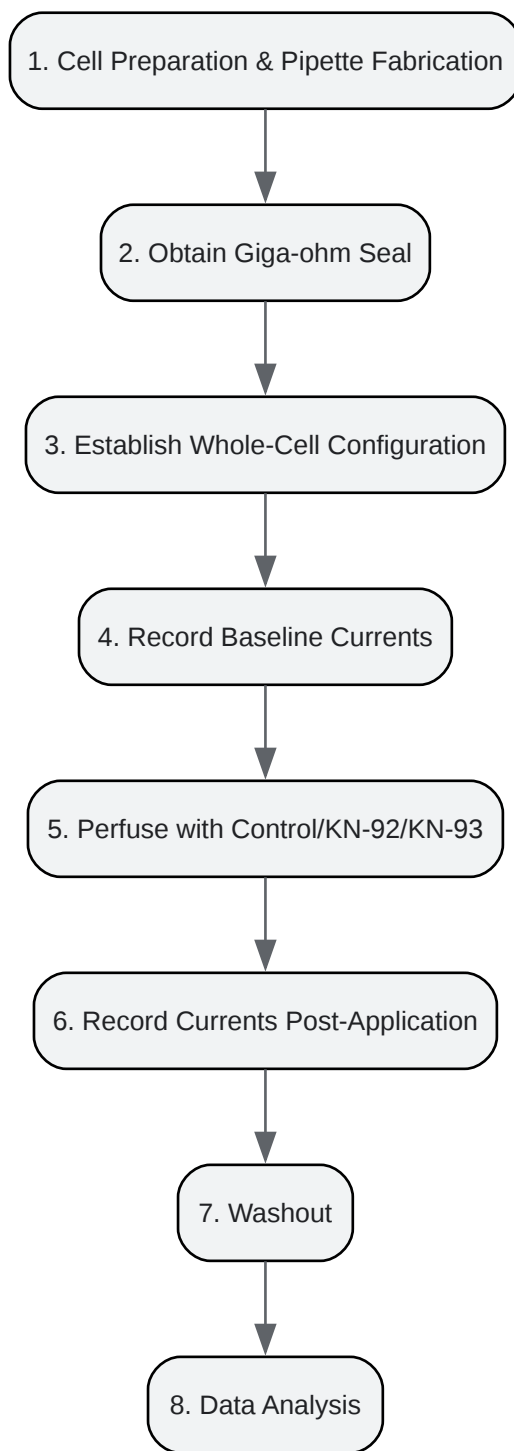 1. Cell Preparation & Pipette Fabrication
2. Obtain Giga-ohm Seal
3. Establish Whole-Cell Configuration
4. Record Baseline Currents
5. Perfuse with Control/KN-92/KN-93
6. Record Currents Post-Application
7. Washout
8. Data Analysis